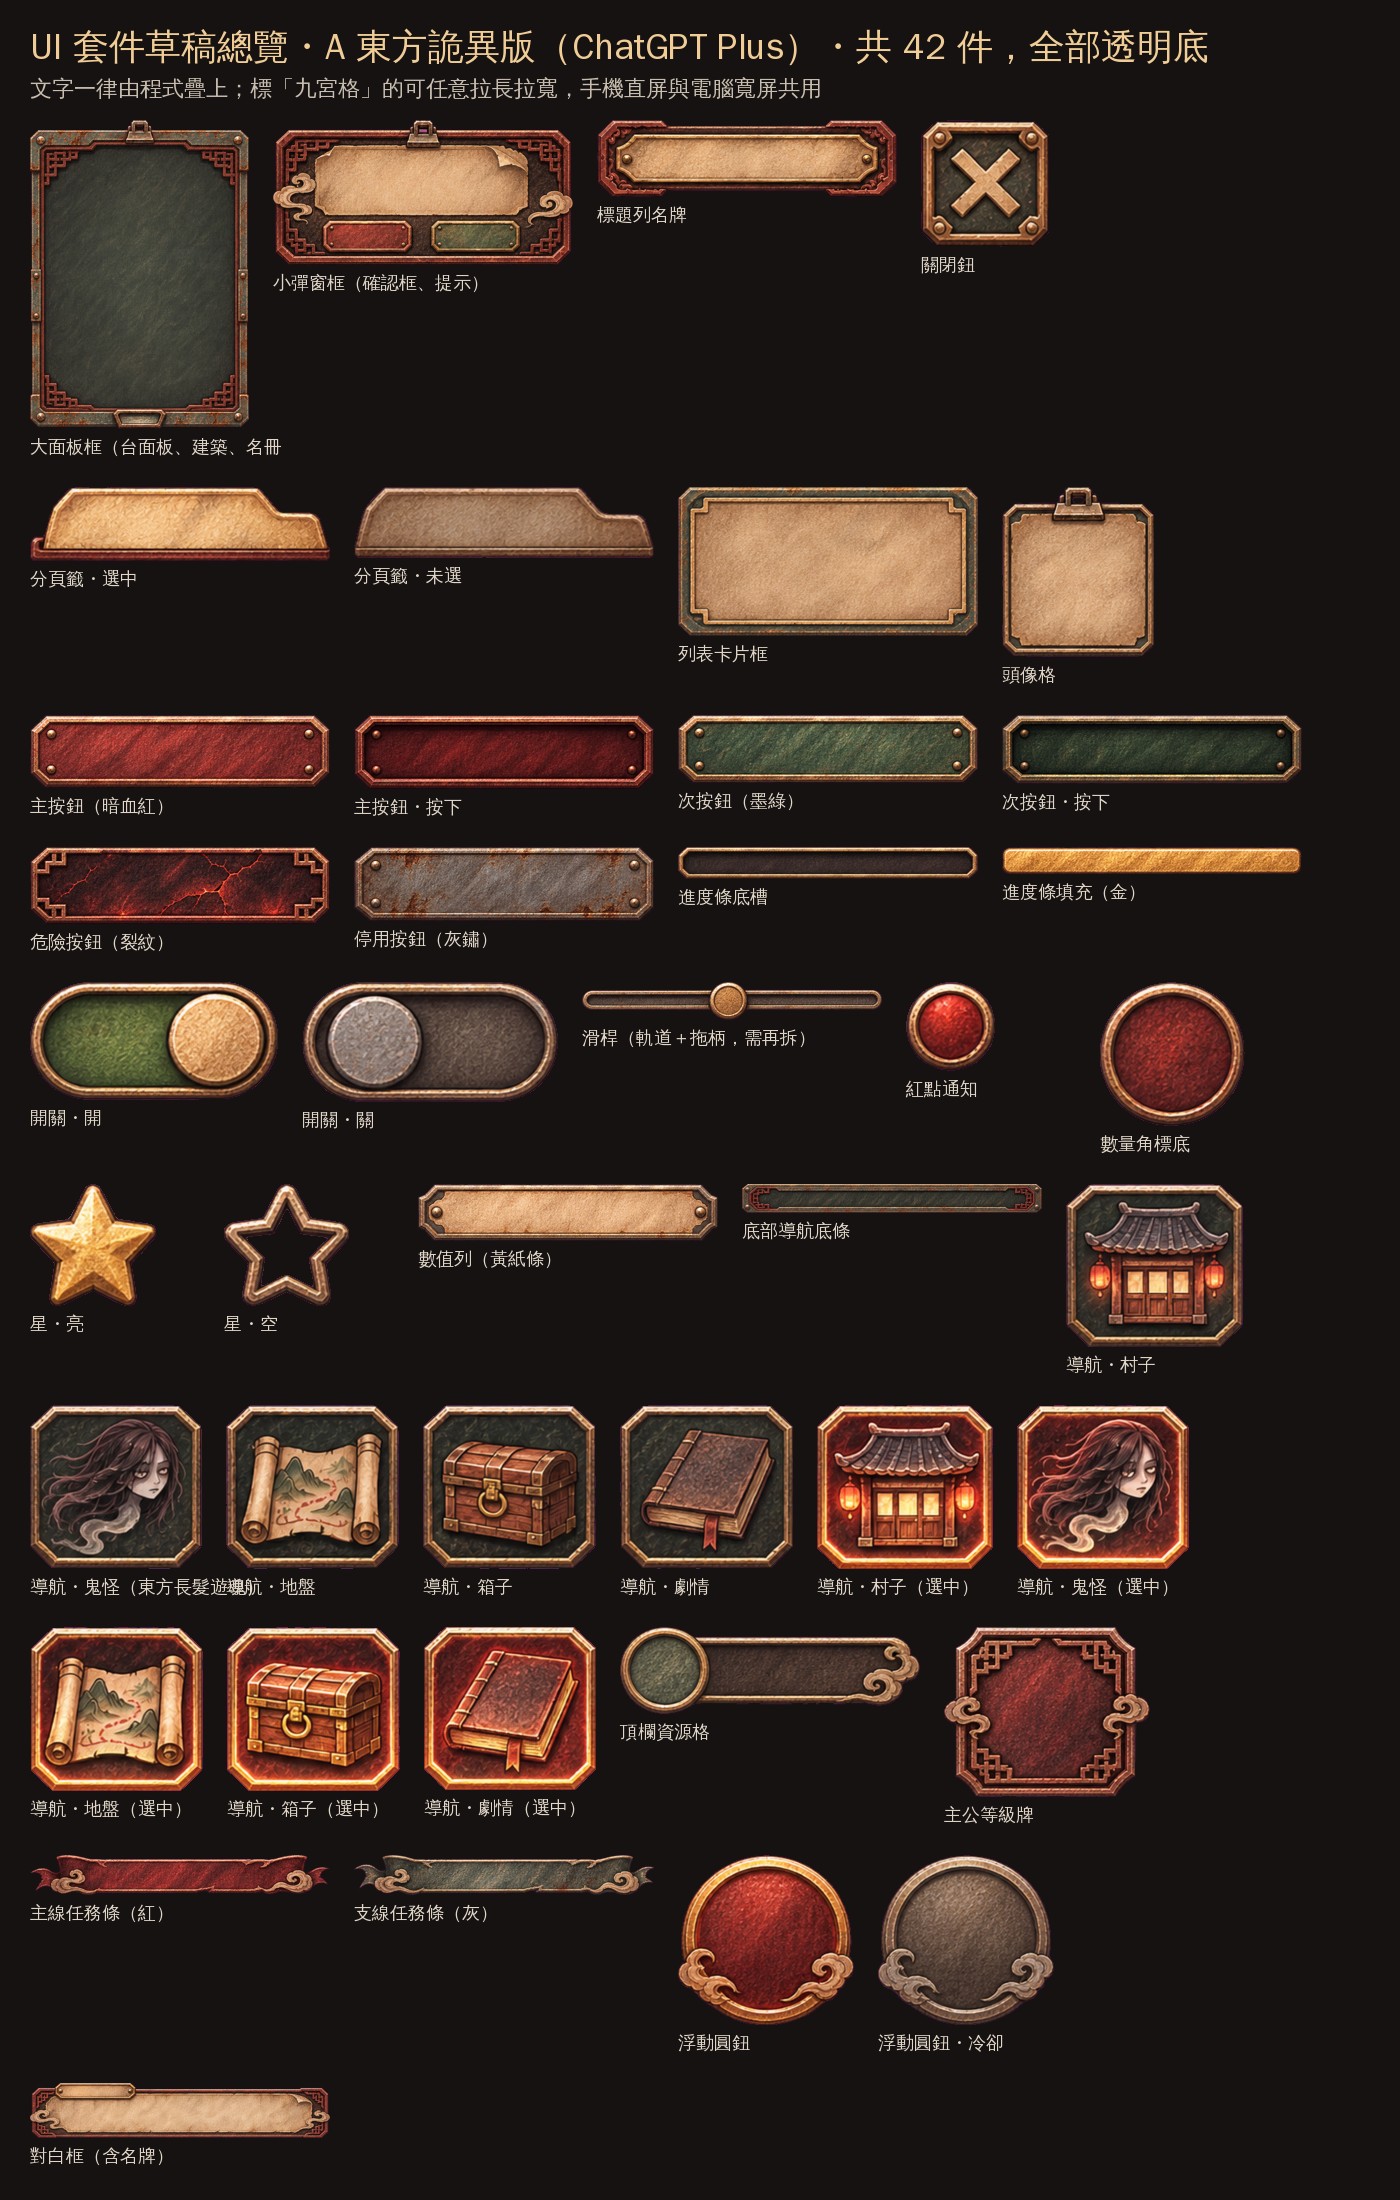 UI 套件草稿總覽・A 東方詭異版（ChatGPT Plus）・共 42 件，全部透明底
文字一律由程式疊上；標「九宮格」的可任意拉長拉寬，手機直屏與電腦寬屏共用
大面板框（台面板、建築、名冊
小彈窗框（確認框、提示）
標題列名牌
關閉鈕
分頁籤・選中
分頁籤・未選
列表卡片框
頭像格
主按鈕（暗血紅）
主按鈕・按下
次按鈕（墨綠）
次按鈕・按下
危險按鈕（裂紋）
停用按鈕（灰鏽）
進度條底槽
進度條填充（金）
開關・開
開關・關
滑桿（軌道＋拖柄，需再拆）
紅點通知
數量角標底
星・亮
星・空
數值列（黃紙條）
底部導航底條
導航・村子
導航・鬼怪（東方長髮遊
導航・地盤
導航・箱子
導航・劇情
導航・村子（選中）
導航・鬼怪（選中）
導航・地盤（選中）
導航・箱子（選中）
導航・劇情（選中）
頂欄資源格
主公等級牌
主線任務條（紅）
支線任務條（灰）
浮動圓鈕
浮動圓鈕・冷卻
對白框（含名牌）